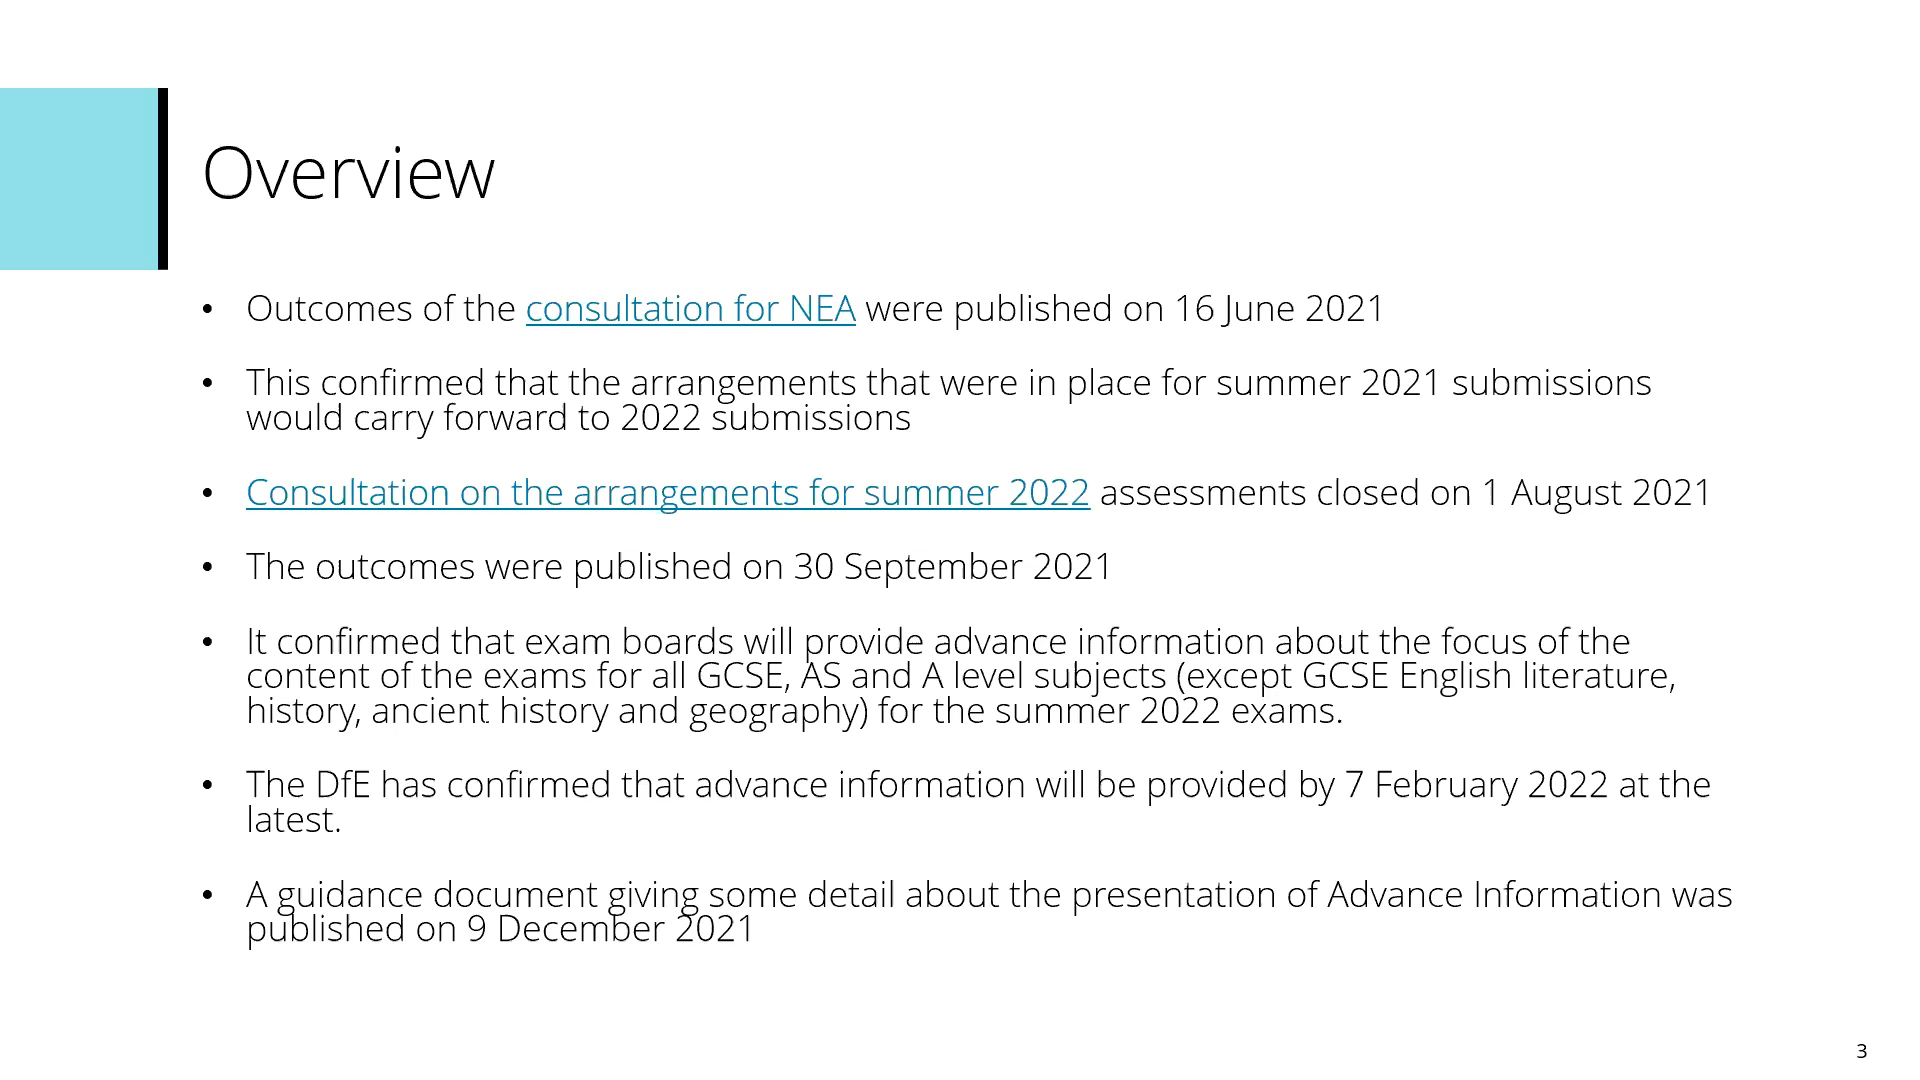 Overview
• Outcomes of the consultation for NEA were published on 16 June 2021
• This confirmed that the arrangements that were in place for summer 2021 submissions
would carry forward to 2022 submissions
• Consultation on the arrangements for summer 2022 assessments closed on 1 August 2021
• The outcomes were published on 30 September 2021
• It confirmed that exam boards will provide advance information about the focus of the
content of the exams for all GCSE, AS and A level subjects (except GCSE English literature,
history, ancient history and geography) for the summer 2022 exams.
• The DfE has confirmed that advance information will be provided by 7 February 2022 at the
latest.
• A guidance document giving some detail about the presentation of Advance Information was
published on 9 December 2021
3